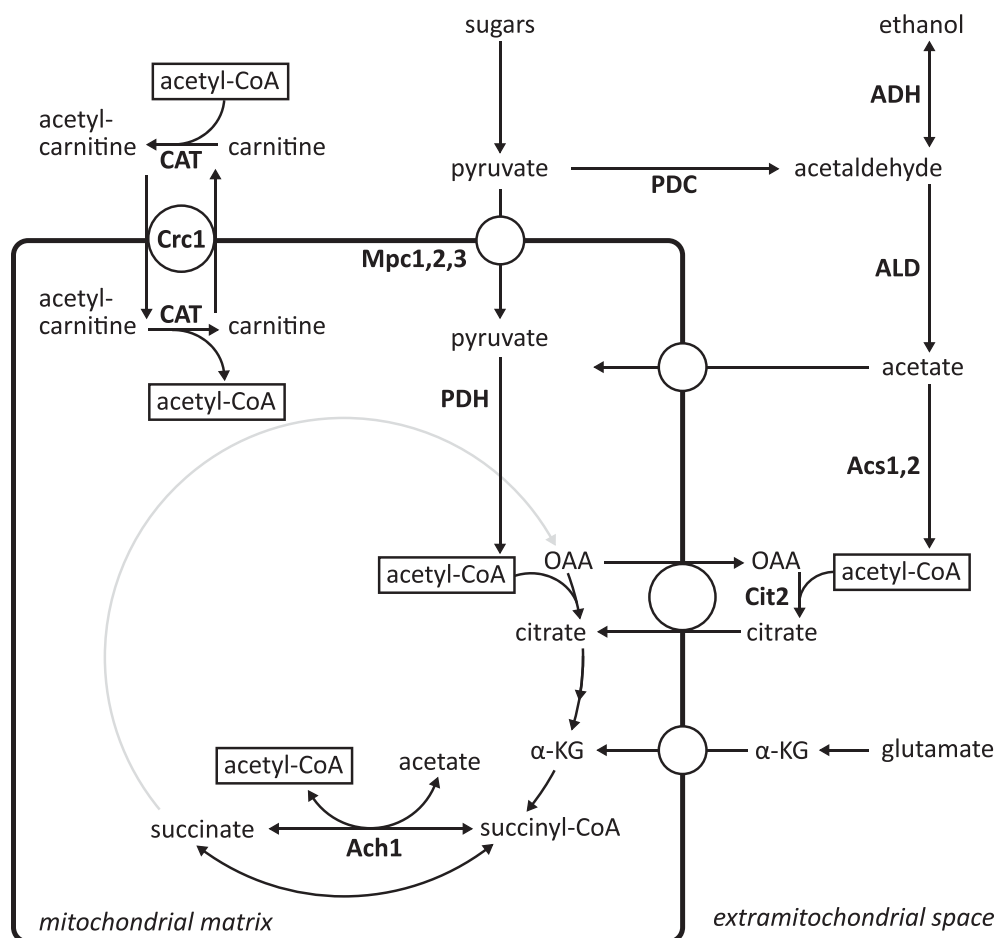 sugars
ethanol
acetyl-CoA
ADH
acetyl-
carnitine
carnitine
CAT
pyruvate
acetaldehyde
PDC
Crc1
Mpc1,2,3
ALD
acetyl-
carnitine
CAT
carnitine
pyruvate
acetate
acetyl-CoA
PDH
Acs1,2
acetyl-CoA
OAA
OAA
acetyl-CoA
Cit2
citrate
citrate
α-KG
α-KG
glutamate
acetyl-CoA
acetate
succinate
succinyl-CoA
Ach1
mitochondrial matrix
extramitochondrial space